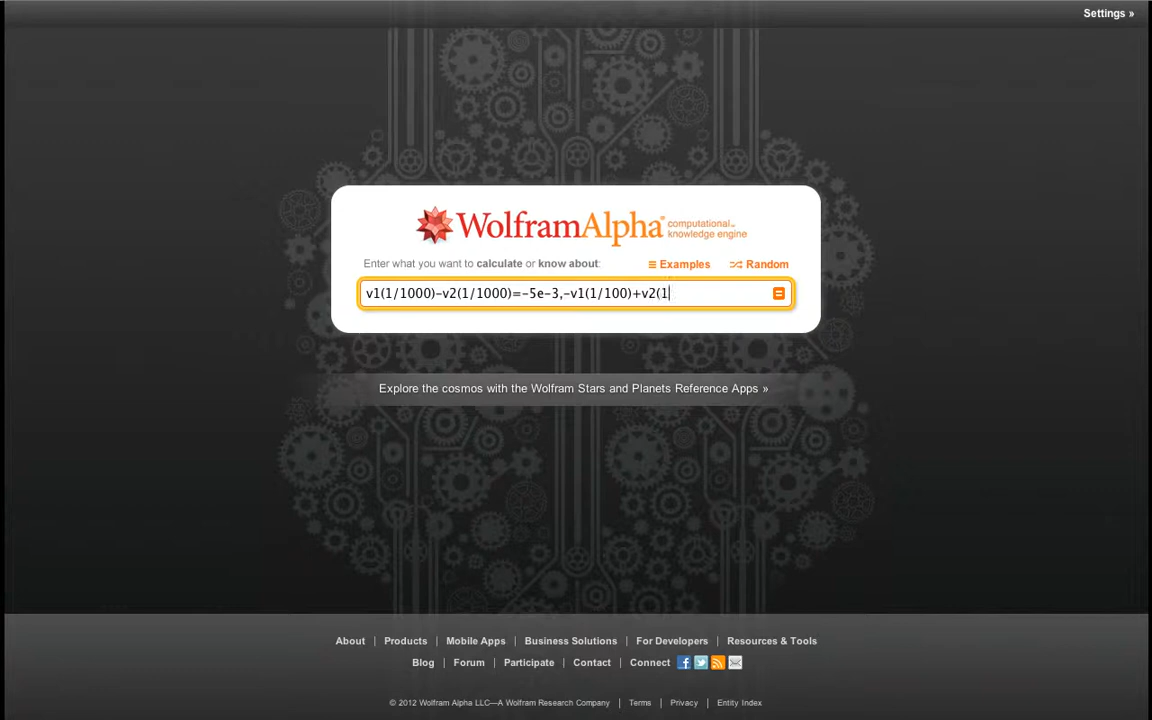 Settings »
WolframAlpha® computational™ knowledge engine
Enter what you want to calculate or know about: Examples Random
v1(1/1000)-v2(1/1000)=-5e-3,-v1(1/100)+v2(1
Explore the cosmos with the Wolfram Stars and Planets Reference Apps »
About | Products | Mobile Apps | Business Solutions | For Developers | Resources & Tools
Blog | Forum | Participate | Contact | Connect
© 2012 Wolfram Alpha LLC—A Wolfram Research Company | Terms | Privacy | Entity Index